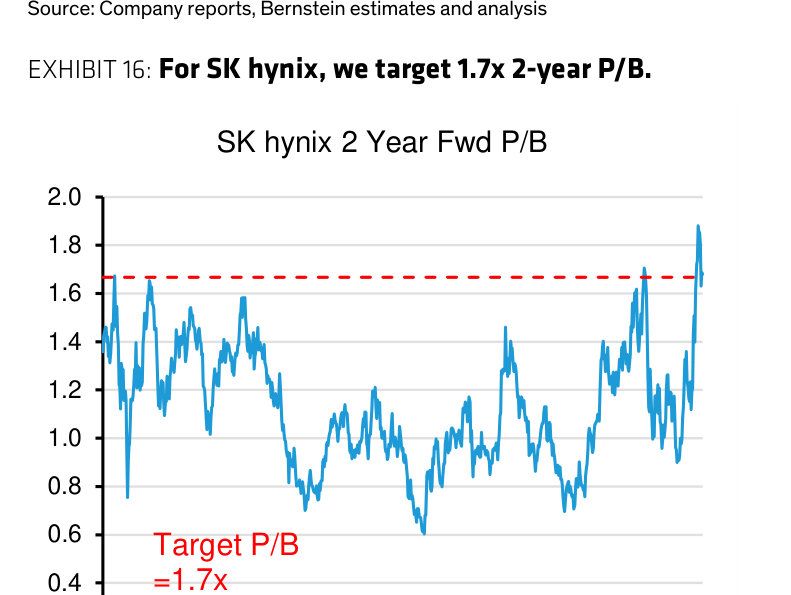 Source: Company reports, Bernstein estimates and analysis
EXHIBIT 16: For SK hynix, we target 1.7x 2-year P/B.
SK hynix 2 Year Fwd P/B
2.0
1.8
1.6
1.4
1.2
1.0
0.8
0.6
0.4
Target P/B
=1.7x